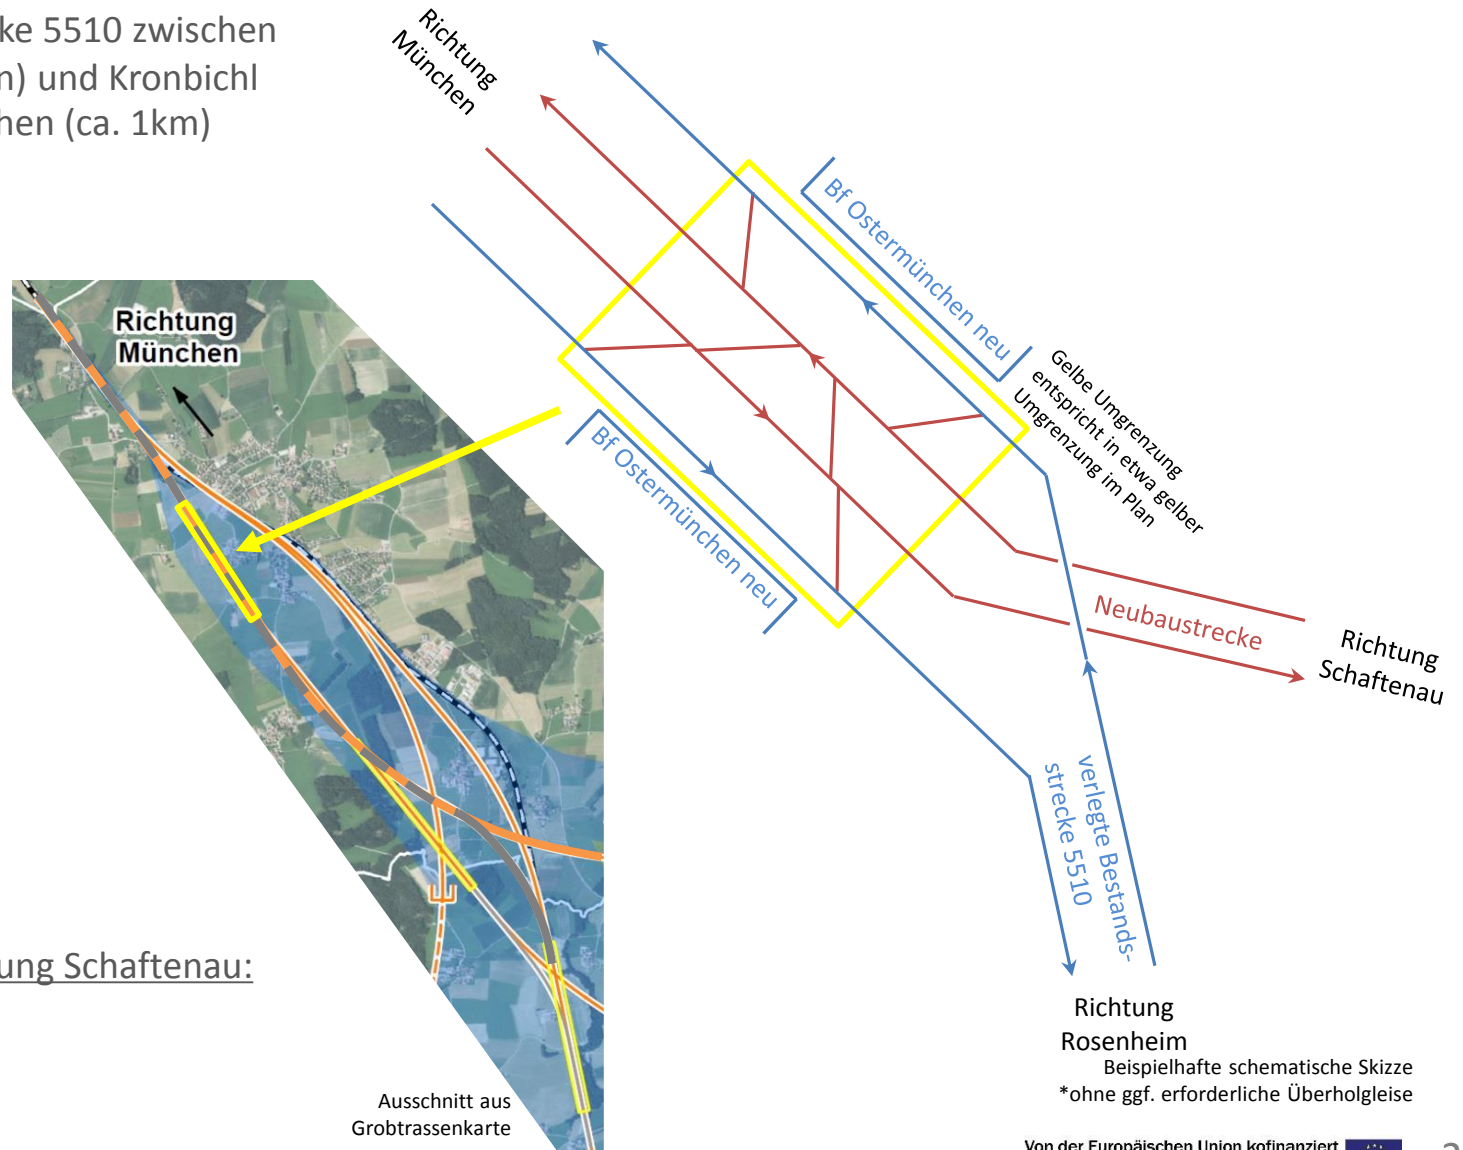 ke 5510 zwischen
n) und Kronbichl
hen (ca. 1km)
Richtung
München
Bf Ostermünchen neu
Gelbe Umgrenzung
entspricht in etwa gelber
Umgrenzung im Plan
Richtung
München
Bf Ostermünchen neu
Neubaustrecke
Richtung
Schaftenau
verlegte Bestands-
strecke 5510
ung Schaftenau:
Richtung
Rosenheim
Beispielhafte schematische Skizze
*ohne ggf. erforderliche Überholgleise
Ausschnitt aus
Grobtrassenkarte
Von der Europäischen Union kofinanziert